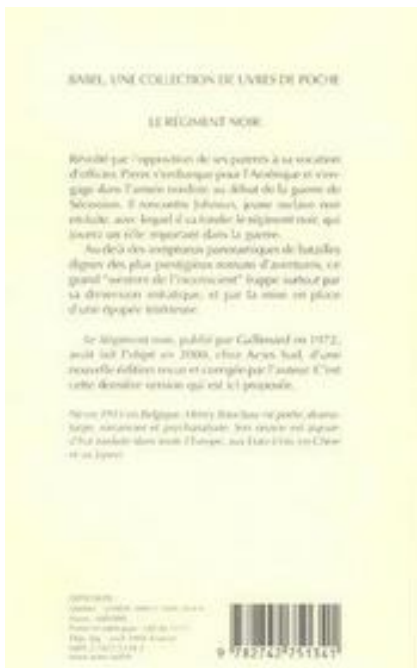 BABEL, UNE COLLECTION DE LIVRES DE POCHE
LE RÉGIMENT NOIR
Révolté par l'opposition de ses parents à sa vocation
d'officier, Pierre s'embarque pour l'Amérique et s'en-
gage dans l'armée nordiste au début de la guerre de
Sécession. Il rencontre Johnson, jeune esclave noir
avec lequel il va fonder le régiment noir, qui
jouera un rôle important dans la guerre.
Au-delà des somptueux panoramiques de batailles
dignes des plus prestigieux romans d'aventures, ce
grand "western de l'inconscient" frappe surtout par
sa dimension initiatique, et par la mise en place
d'une épopée intérieure.
Le Régiment noir, publié par Gallimard en 1972,
avait fait l'objet en 2000, chez Actes Sud, d'une
nouvelle édition revue et corrigée par l'auteur. C'est
cette dernière version qui est ici proposée.
Né en 1913 en Belgique, Henry Bauchau est poète, drama-
turge, romancier et psychanalyste. Son œuvre est aujour-
d'hui traduite dans toute l'Europe, aux États-Unis, en Chine
et au Japon.
9 782742 751341